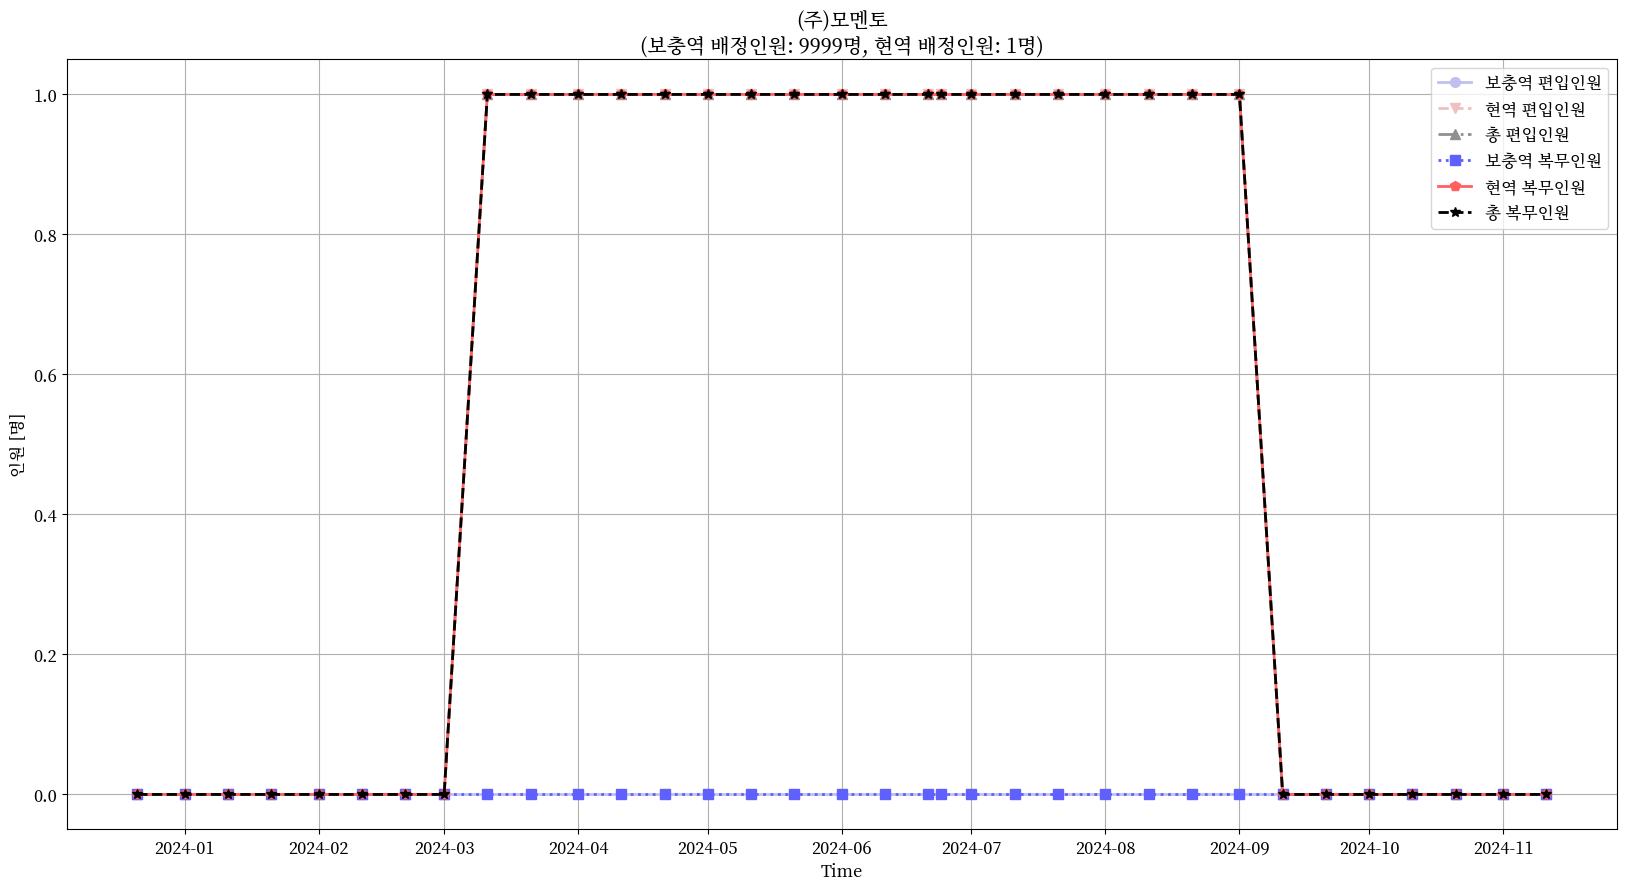 (주)모멘토
(보충역 배정인원: 9999명, 현역 배정인원: 1명)
보충역 편입인원
현역 편입인원
총 편입인원
보충역 복무인원
현역 복무인원
총 복무인원
인원 [명]
1.0
0.8
0.6
0.4
0.2
0.0
2024-01 2024-02 2024-03 2024-04 2024-05 2024-06 2024-07 2024-08 2024-09 2024-10 2024-11
Time